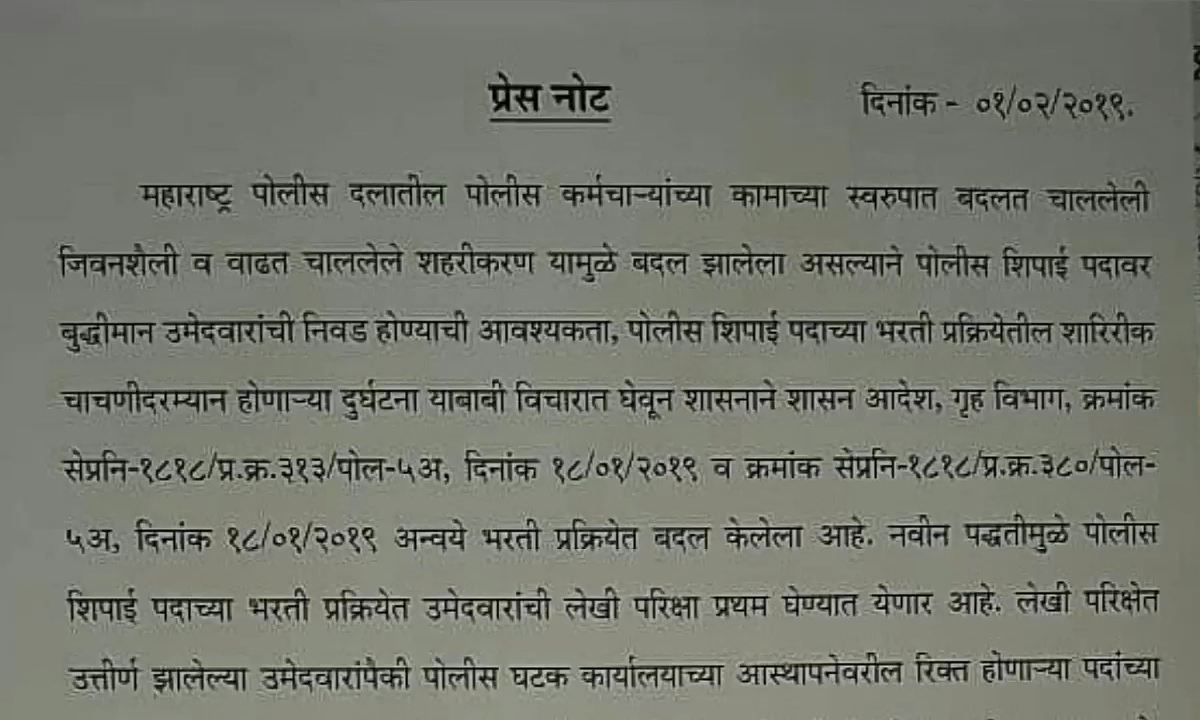 प्रेस नोट दिनांक - ०१/०२/२०१९.
महाराष्ट्र पोलीस दलातील पोलीस कर्मचाऱ्यांच्या कामाच्या स्वरुपात बदलत चाललेली
जिवनशैली व वाढत चाललेले शहरीकरण यामुळे बदल झालेला असल्याने पोलीस शिपाई पदावर
बुद्धीमान उमेदवारांची निवड होण्याची आवश्यकता, पोलीस शिपाई पदाच्या भरती प्रक्रियेतील शारिरीक
चाचणीदरम्यान होणाऱ्या दुर्घटना याबाबी विचारात घेवून शासनाने शासन आदेश, गृह विभाग, क्रमांक
सेप्रनि-१८१८/प्र.क्र.३१३/पोल-५अ, दिनांक १८/०१/२०१९ व क्रमांक सेप्रनि-१८१८/प्र.क्र.३८०/पोल-
५अ, दिनांक १८/०१/२०१९ अन्वये भरती प्रक्रियेत बदल केलेला आहे. नवीन पद्धतीमुळे पोलीस
शिपाई पदाच्या भरती प्रक्रियेत उमेदवारांची लेखी परिक्षा प्रथम घेण्यात येणार आहे. लेखी परिक्षेत
उत्तीर्ण झालेल्या उमेदवारांपैकी पोलीस घटक कार्यालयाच्या आस्थापनेवरील रिक्त होणाऱ्या पदांच्या